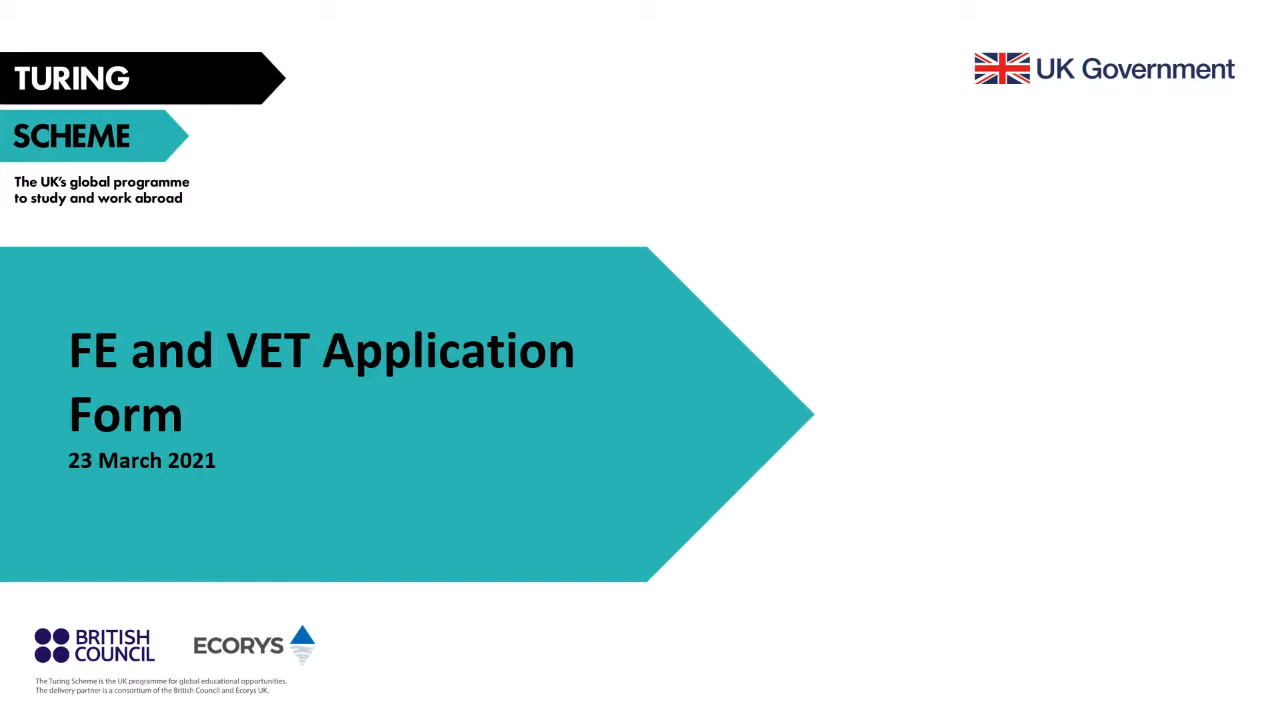 TURING
SCHEME
The UK's global programme
to study and work abroad
UK Government
FE and VET Application
Form
23 March 2021
BRITISH
COUNCIL
ECORYS
The Turing Scheme is the UK programme for global educational opportunities.
The delivery partner is a consortium of the British Council and Ecorys UK.